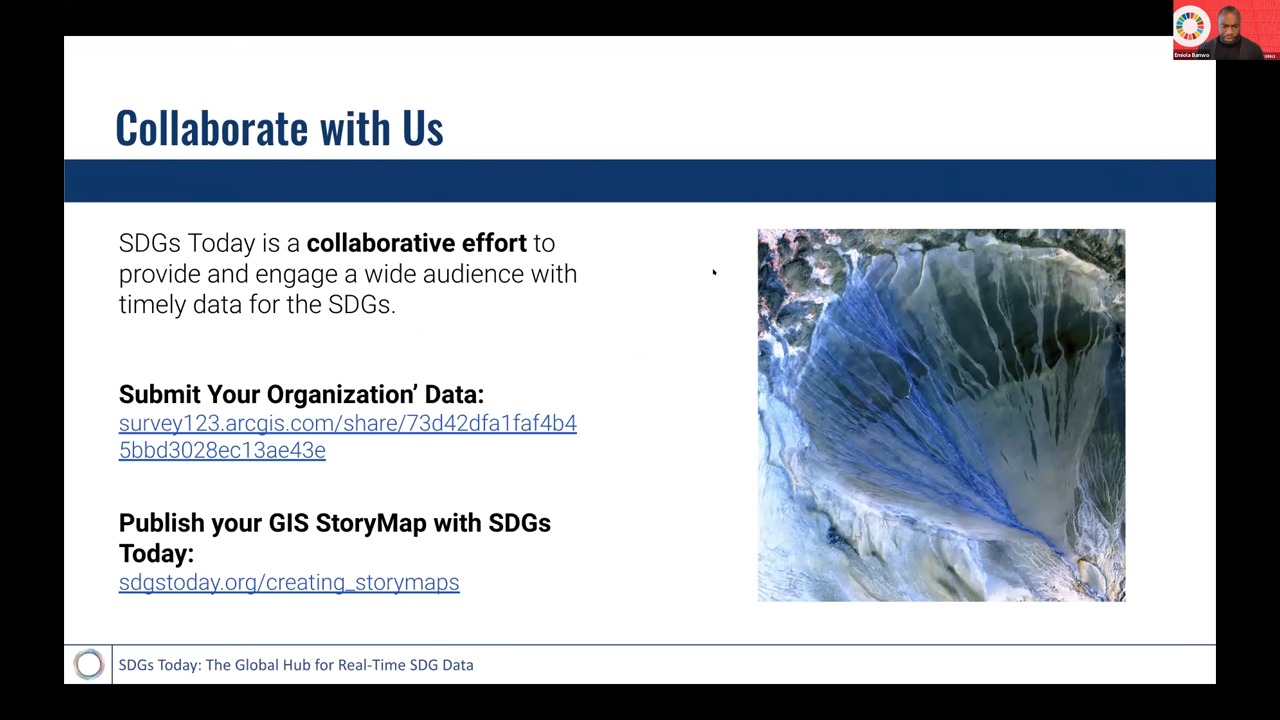 Emiola Banwo
Collaborate with Us
SDGs Today is a collaborative effort to
provide and engage a wide audience with
timely data for the SDGs.
Submit Your Organization’ Data:
survey123.arcgis.com/share/73d42dfa1faf4b4
5bbd3028ec13ae43e
Publish your GIS StoryMap with SDGs
Today:
sdgstoday.org/creating_storymaps
SDGs Today: The Global Hub for Real-Time SDG Data